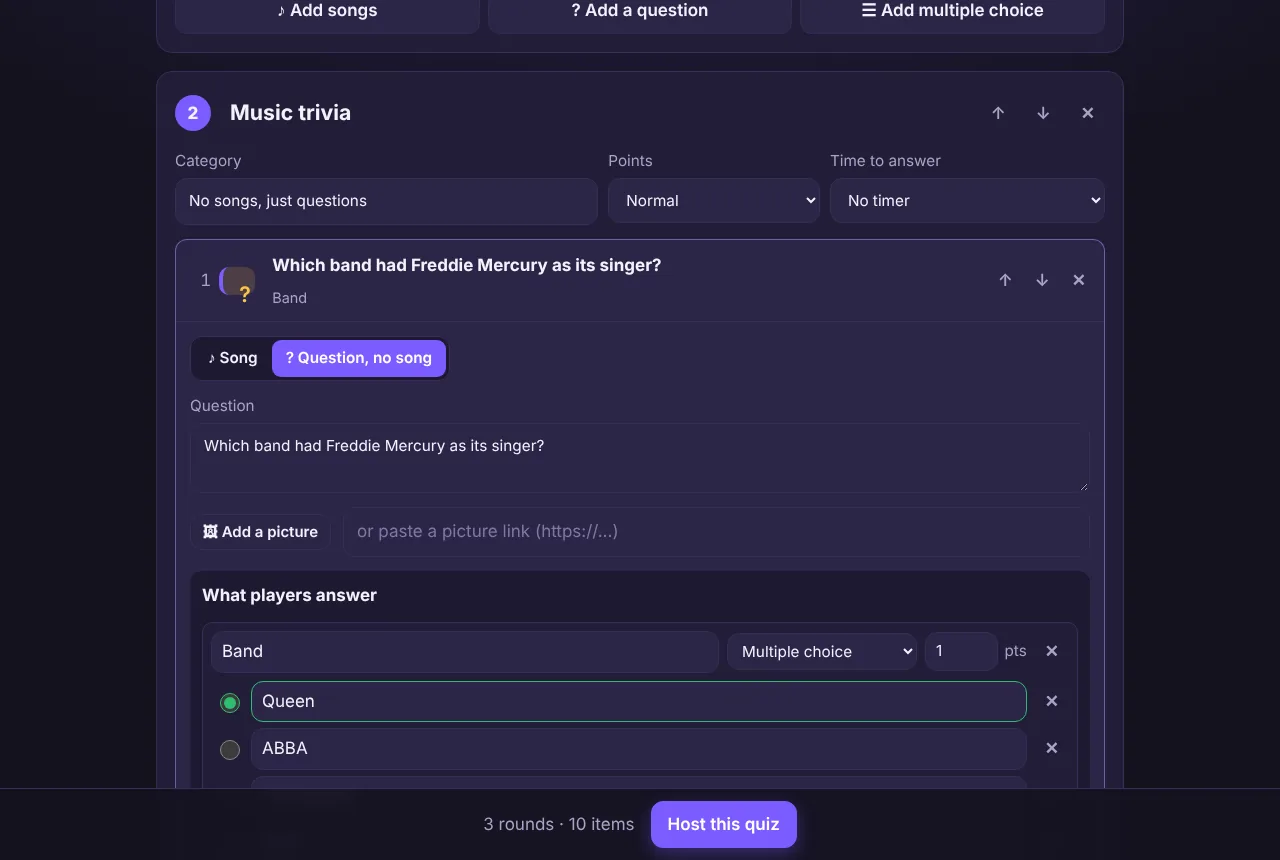 ♪ Add songs
? Add a question
☰ Add multiple choice
2
Music trivia
↑ ↓ ✕
Category
Points
Time to answer
No songs, just questions
Normal
No timer
1
?
Which band had Freddie Mercury as its singer?
Band
↑ ↓ ✕
♪ Song
? Question, no song
Question
Which band had Freddie Mercury as its singer?
🖼 Add a picture
or paste a picture link (https://...)
What players answer
Band
Multiple choice
1
pts
✕
Queen
✕
ABBA
✕
3 rounds · 10 items
Host this quiz